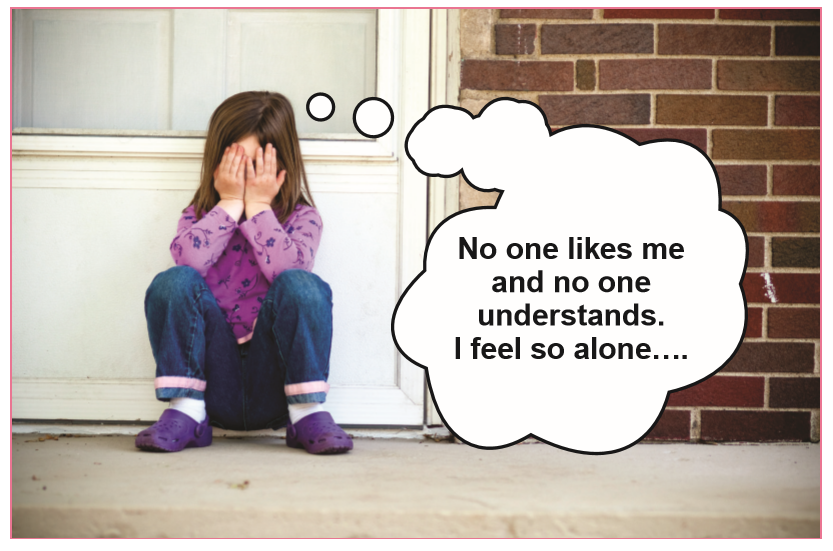 No one likes me
and no one
understands.
I feel so alone....